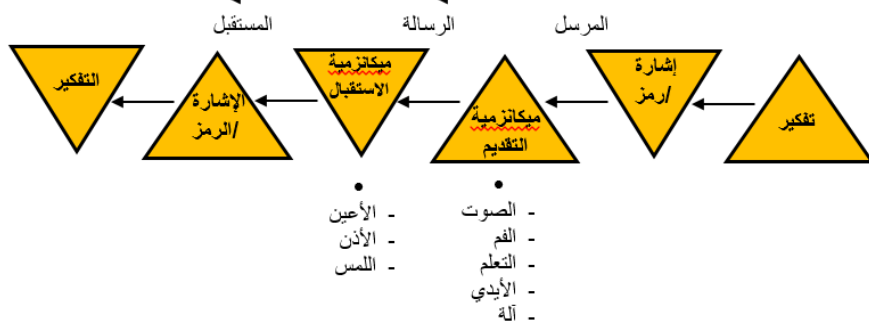 المرسل
الرسالة
المستقبل
تفكير
إشارة
/رمز
ميكانزمية
التقديم
ميكانزمية
الاستقبال
الإشارة
/الرمز
التفكير
- الصوت
- الفم
- التعلم
- الأيدي
- آلة
- الأعين
- الأذن
- اللمس